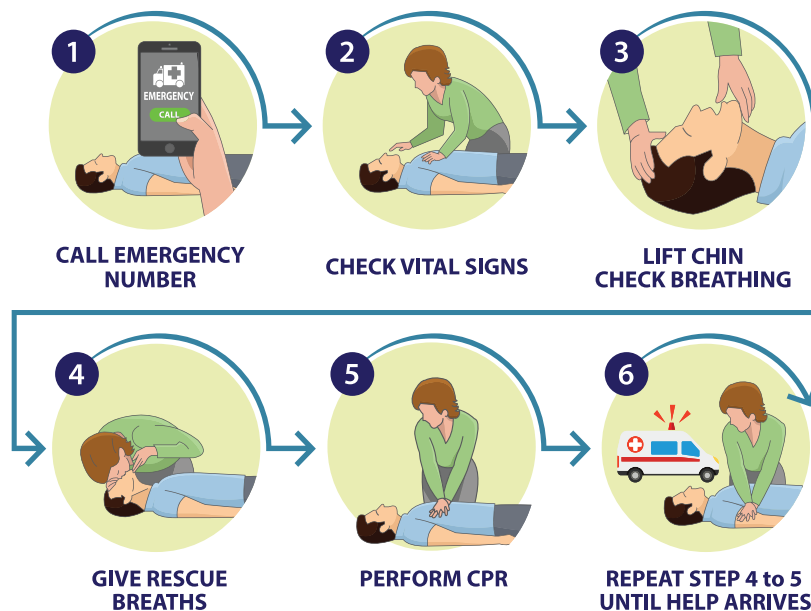 1
EMERGENCY
CALL
CALL EMERGENCY
NUMBER
2
CHECK VITAL SIGNS
3
LIFT CHIN
CHECK BREATHING
4
GIVE RESCUE
BREATHS
5
PERFORM CPR
6
REPEAT STEP 4 to 5
UNTIL HELP ARRIVES